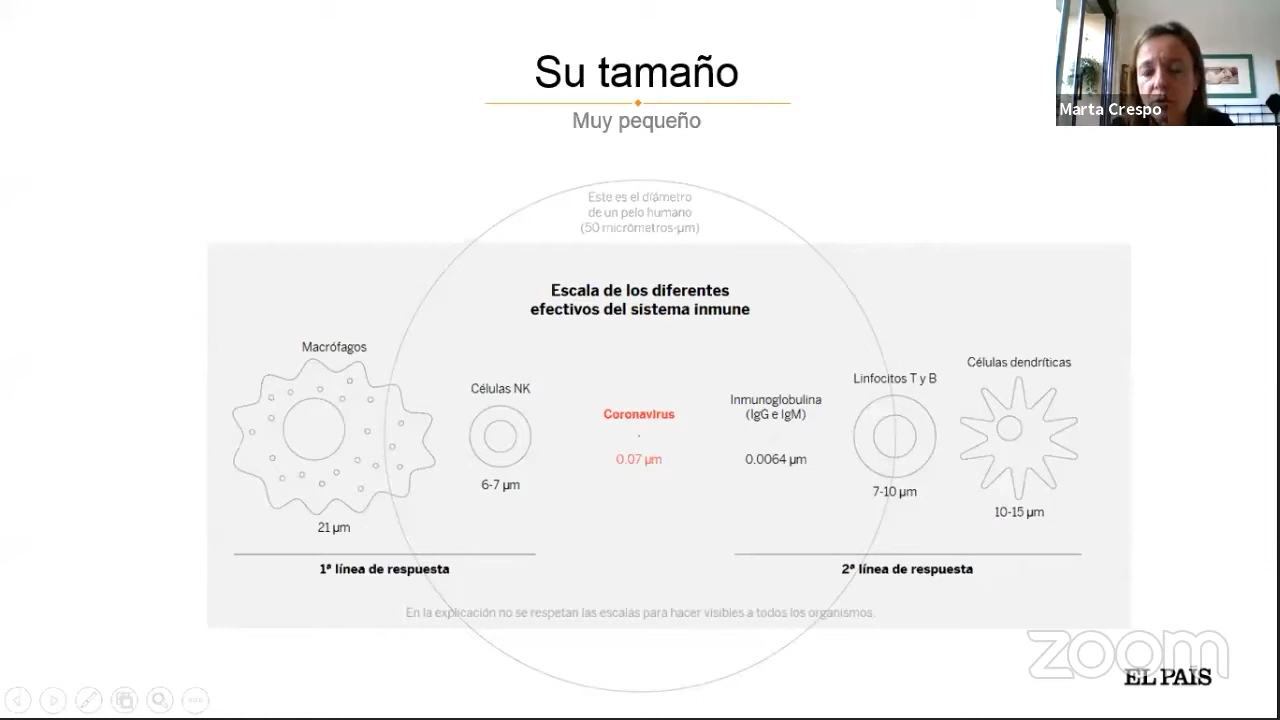 Su tamaño
Muy pequeño
Marta Crespo
Este es el diámetro
de un pelo humano
(50 micrómetros-µm)
Escala de los diferentes
efectivos del sistema inmune
Macrófagos
21 µm
Células NK
6-7 µm
Coronavirus
0.07 µm
Inmunoglobulina
(IgG e IgM)
0.0064 µm
Linfocitos T y B
7-10 µm
Células dendríticas
10-15 µm
1ª línea de respuesta
2ª línea de respuesta
En la explicación no se respetan las escalas para hacer visibles a todos los organismos.
zoom
EL PAÍS